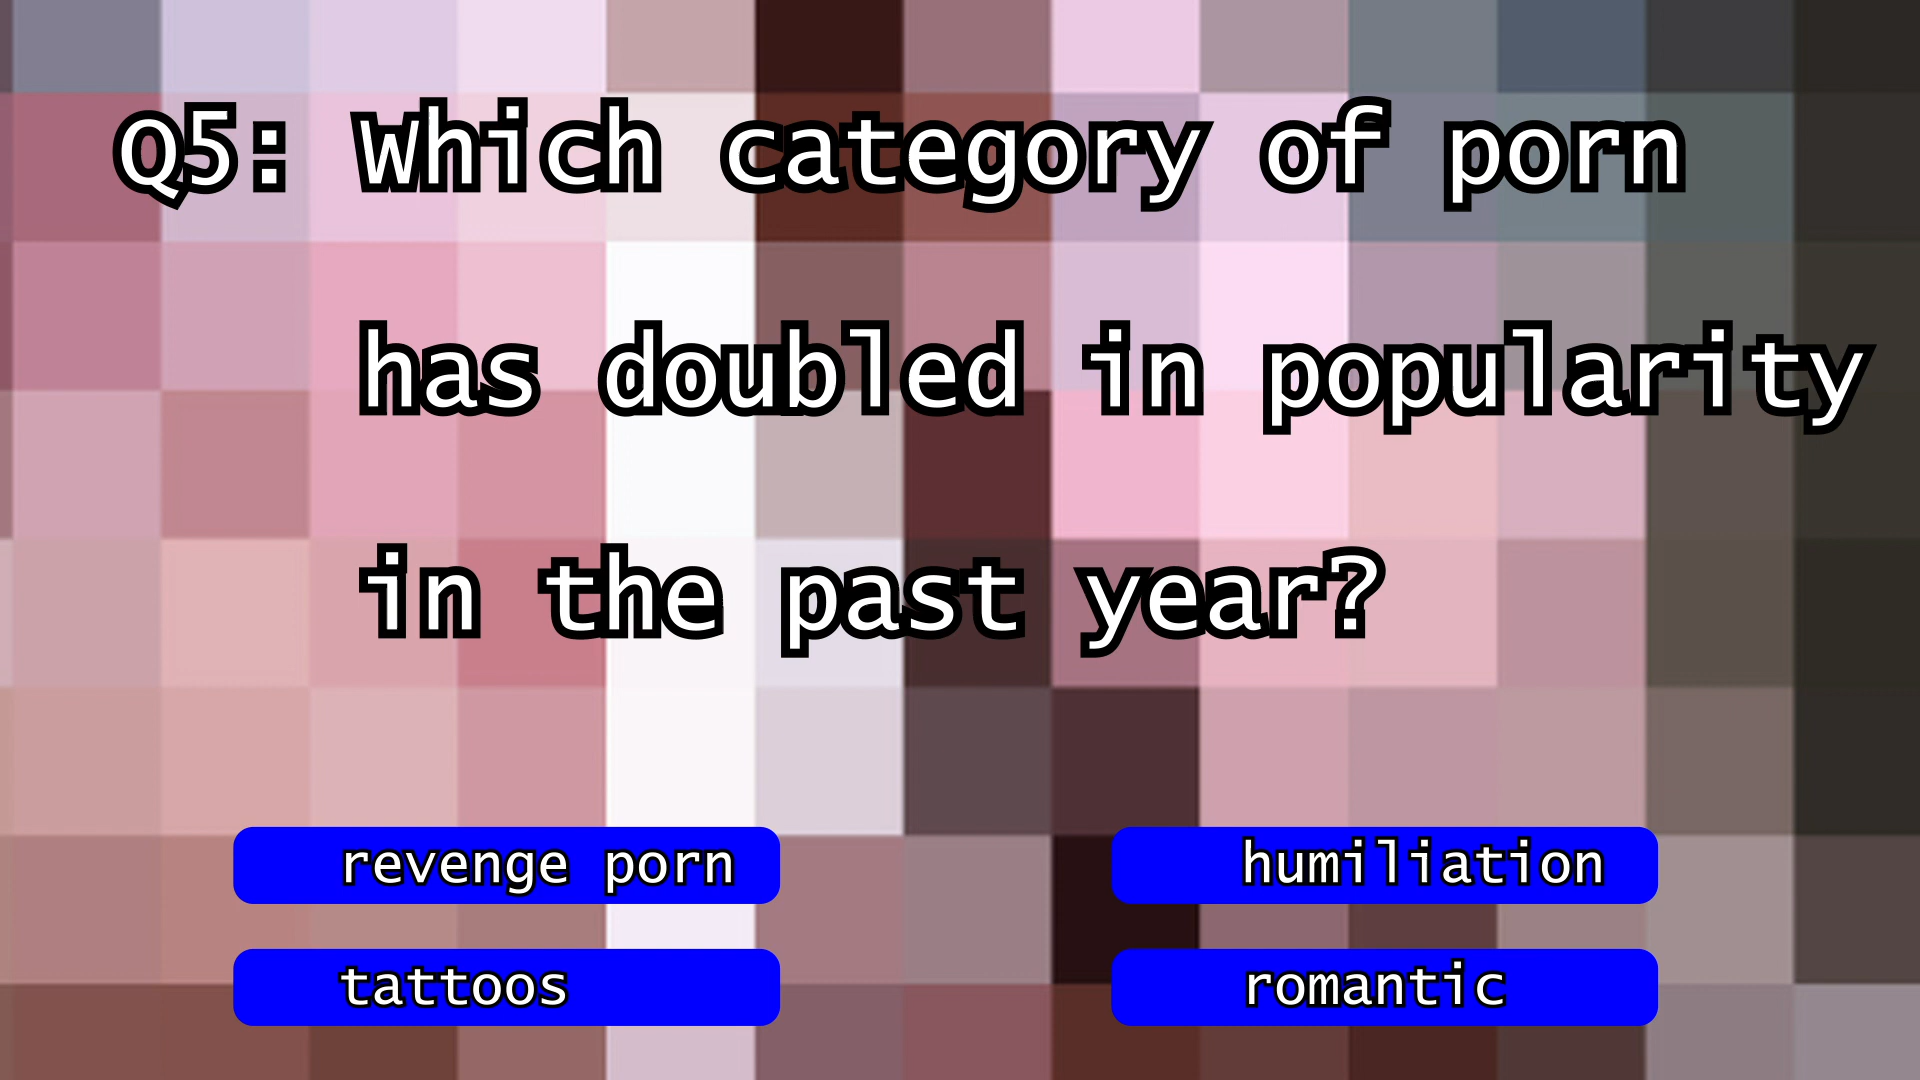 Q5: Which category of porn
has doubled in popularity
in the past year?
revenge porn
humiliation
tattoos
romantic